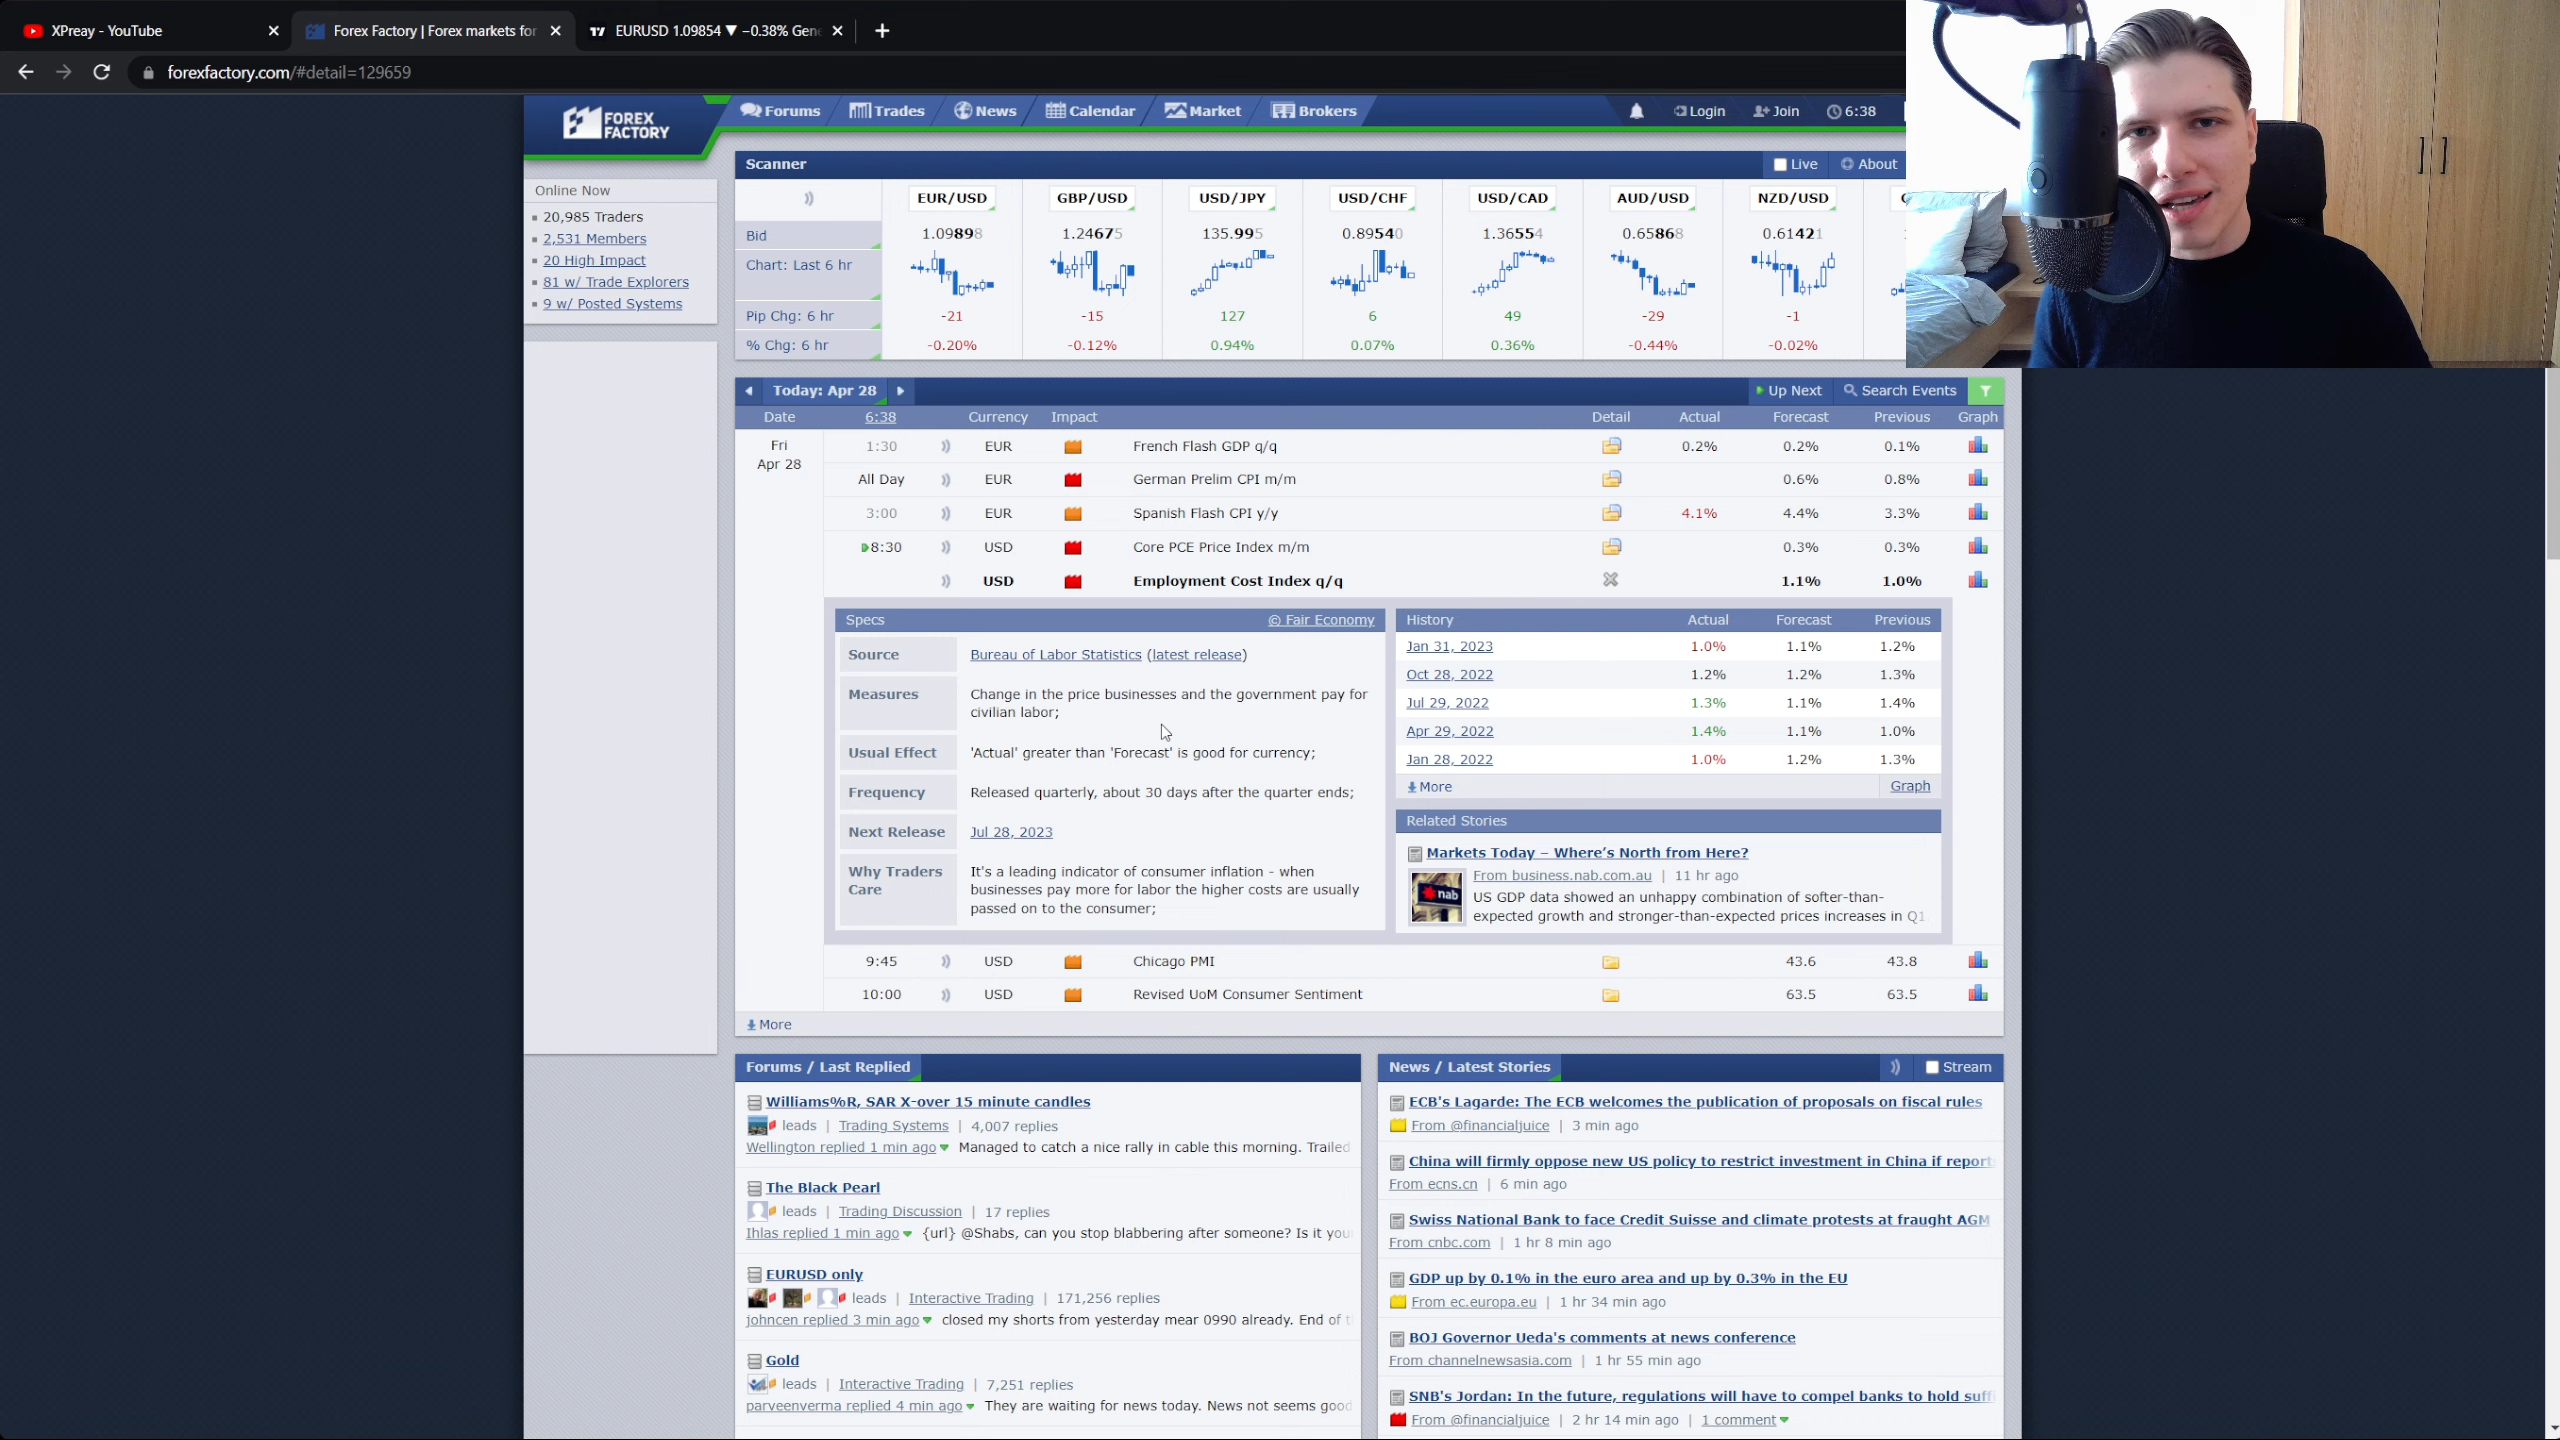 XPreay - YouTube
Forex Factory | Forex markets for
EURUSD 1.09854 ▼ −0.38% Gen
forexfactory.com/#detail=129659
FOREX FACTORY
Forums Trades News Calendar Market Brokers Login Join 6:38
Online Now
20,985 Traders
2,531 Members
20 High Impact
81 w/ Trade Explorers
9 w/ Posted Systems
Scanner Live About
EUR/USD GBP/USD USD/JPY USD/CHF USD/CAD AUD/USD NZD/USD
Bid 1.09898 1.24675 135.995 0.89540 1.36554 0.65868 0.61421
Chart: Last 6 hr
Pip Chg: 6 hr -21 -15 127 6 49 -29 -1
% Chg: 6 hr -0.20% -0.12% 0.94% 0.07% 0.36% -0.44% -0.02%
Today: Apr 28 Up Next Search Events
Date 6:38 Currency Impact Detail Actual Forecast Previous Graph
Fri Apr 28
1:30 EUR French Flash GDP q/q 0.2% 0.2% 0.1%
All Day EUR German Prelim CPI m/m 0.6% 0.8%
3:00 EUR Spanish Flash CPI y/y 4.1% 4.4% 3.3%
8:30 USD Core PCE Price Index m/m 0.3% 0.3%
USD Employment Cost Index q/q 1.1% 1.0%
Specs © Fair Economy
Source Bureau of Labor Statistics (latest release)
Measures Change in the price businesses and the government pay for
civilian labor;
Usual Effect 'Actual' greater than 'Forecast' is good for currency;
Frequency Released quarterly, about 30 days after the quarter ends;
Next Release Jul 28, 2023
Why Traders Care It's a leading indicator of consumer inflation - when
businesses pay more for labor the higher costs are usually
passed on to the consumer;
History Actual Forecast Previous
Jan 31, 2023 1.0% 1.1% 1.2%
Oct 28, 2022 1.2% 1.2% 1.3%
Jul 29, 2022 1.3% 1.1% 1.4%
Apr 29, 2022 1.4% 1.1% 1.0%
Jan 28, 2022 1.0% 1.2% 1.3%
More Graph
Related Stories
Markets Today – Where's North from Here?
From business.nab.com.au | 11 hr ago
nab
US GDP data showed an unhappy combination of softer-than-
expected growth and stronger-than-expected prices increases in Q1
9:45 USD Chicago PMI 43.6 43.8
10:00 USD Revised UoM Consumer Sentiment 63.5 63.5
More
Forums / Last Replied
Williams%R, SAR X-over 15 minute candles
leads | Trading Systems | 4,007 replies
Wellington replied 1 min ago Managed to catch a nice rally in cable this morning. Trailed
The Black Pearl
leads | Trading Discussion | 17 replies
Ihlas replied 1 min ago {url} @Shabs, can you stop blabbering after someone? Is it you
EURUSD only
leads | Interactive Trading | 171,256 replies
johncen replied 3 min ago closed my shorts from yesterday mear 0990 already. End of t
Gold
leads | Interactive Trading | 7,251 replies
parveenverma replied 4 min ago They are waiting for news today. News not seems good
News / Latest Stories Stream
ECB's Lagarde: The ECB welcomes the publication of proposals on fiscal rules
From @financialjuice | 3 min ago
China will firmly oppose new US policy to restrict investment in China if report
From ecns.cn | 6 min ago
Swiss National Bank to face Credit Suisse and climate protests at fraught AGM
From cnbc.com | 1 hr 8 min ago
GDP up by 0.1% in the euro area and up by 0.3% in the EU
From ec.europa.eu | 1 hr 34 min ago
BOJ Governor Ueda's comments at news conference
From channelnewsasia.com | 1 hr 55 min ago
SNB's Jordan: In the future, regulations will have to compel banks to hold suff
From @financialjuice | 2 hr 14 min ago | 1 comment